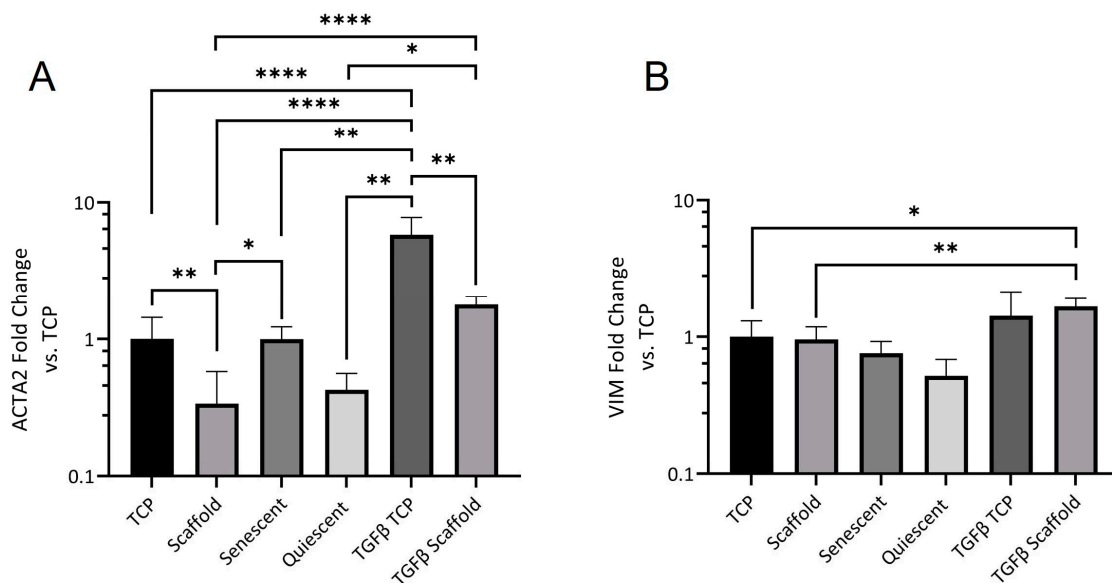 A
****
*
****
****
**
**
**
*
**
10
1
0.1
ACTA2 Fold Change
vs. TCP
TCP
Scaffold
Senescent
Quiescent
TGFβ TCP
TGFβ Scaffold
B
*
**
10
1
0.1
VIM Fold Change
vs. TCP
TCP
Scaffold
Senescent
Quiescent
TGFβ TCP
TGFβ Scaffold